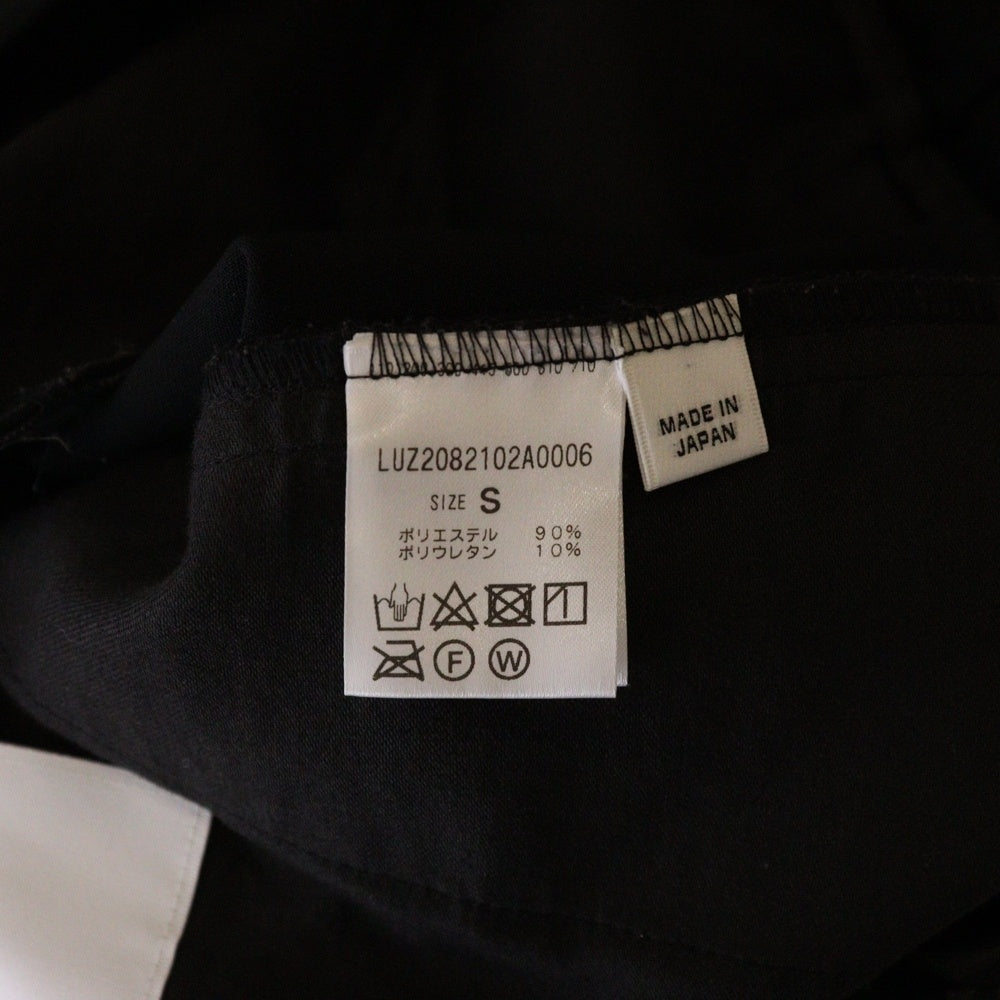 LUZ2082102A0006
SIZE S
ポリエステル 90%
ポリウレタン 10%
F W
MADE IN
JAPAN